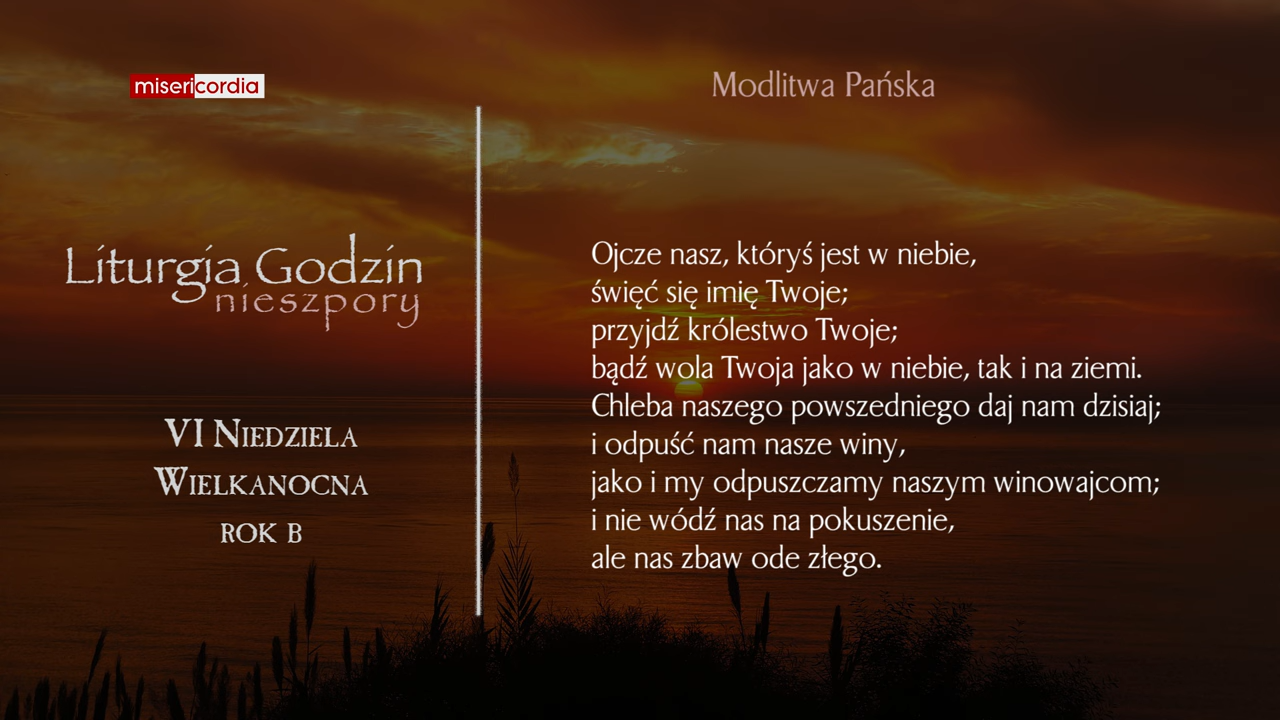 misericordia
Liturgia Godzin
nieszpory
VI Niedziela
Wielkanocna
rok B
Modlitwa Pańska
Ojcze nasz, któryś jest w niebie,
święć się imię Twoje;
przyjdź królestwo Twoje;
bądź wola Twoja jako w niebie, tak i na ziemi.
Chleba naszego powszedniego daj nam dzisiaj;
i odpuść nam nasze winy,
jako i my odpuszczamy naszym winowajcom;
i nie wódź nas na pokuszenie,
ale nas zbaw ode złego.